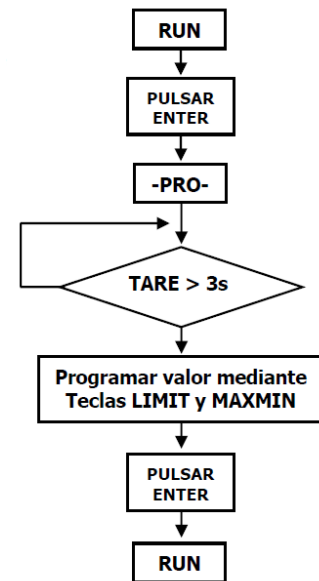 RUN
PULSAR
ENTER
-PRO-
TARE > 3s
Programar valor mediante
Teclas LIMIT y MAXMIN
PULSAR
ENTER
RUN